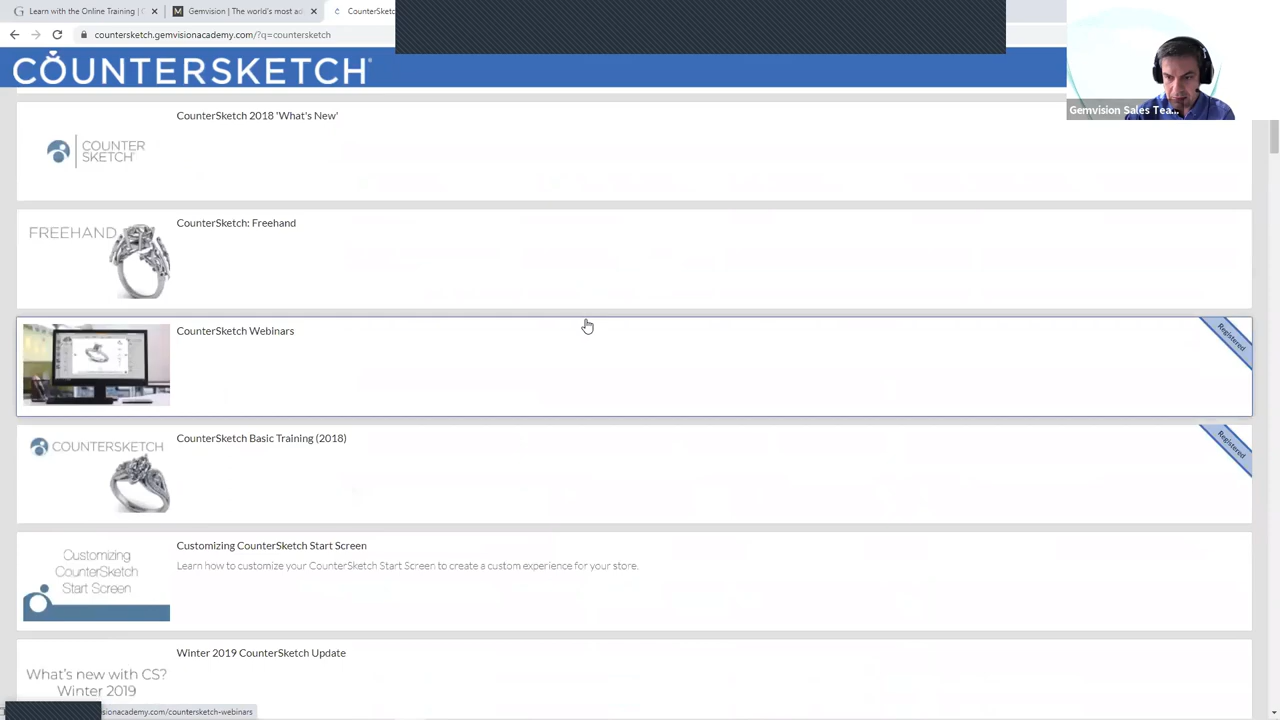 Learn with the Online Training |
Gemvision | The world's most ad
CounterSketch
countersketch.gemvisionacademy.com/?q=countersketch
COUNTERSKETCH
Gemvision Sales Tea...
CounterSketch 2018 'What's New'
COUNTER
SKETCH
CounterSketch: Freehand
FREEHAND
CounterSketch Webinars
Registered
CounterSketch Basic Training (2018)
COUNTERSKETCH
Registered
Customizing CounterSketch Start Screen
Learn how to customize your CounterSketch Start Screen to create a custom experience for your store.
Customizing
CounterSketch
Start Screen
Winter 2019 CounterSketch Update
What's new with CS?
Winter 2019
visionacademy.com/countersketch-webinars